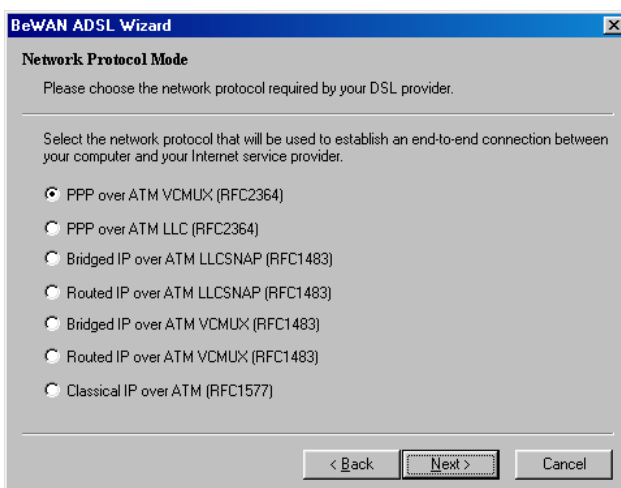 BeWAN ADSL Wizard
Network Protocol Mode
Please choose the network protocol required by your DSL provider.
Select the network protocol that will be used to establish an end-to-end connection between
your computer and your Internet service provider.
PPP over ATM VCMUX (RFC2364)
PPP over ATM LLC (RFC2364)
Bridged IP over ATM LLCSNAP (RFC1483)
Routed IP over ATM LLCSNAP (RFC1483)
Bridged IP over ATM VCMUX (RFC1483)
Routed IP over ATM VCMUX (RFC1483)
Classical IP over ATM (RFC1577)
< Back Next > Cancel